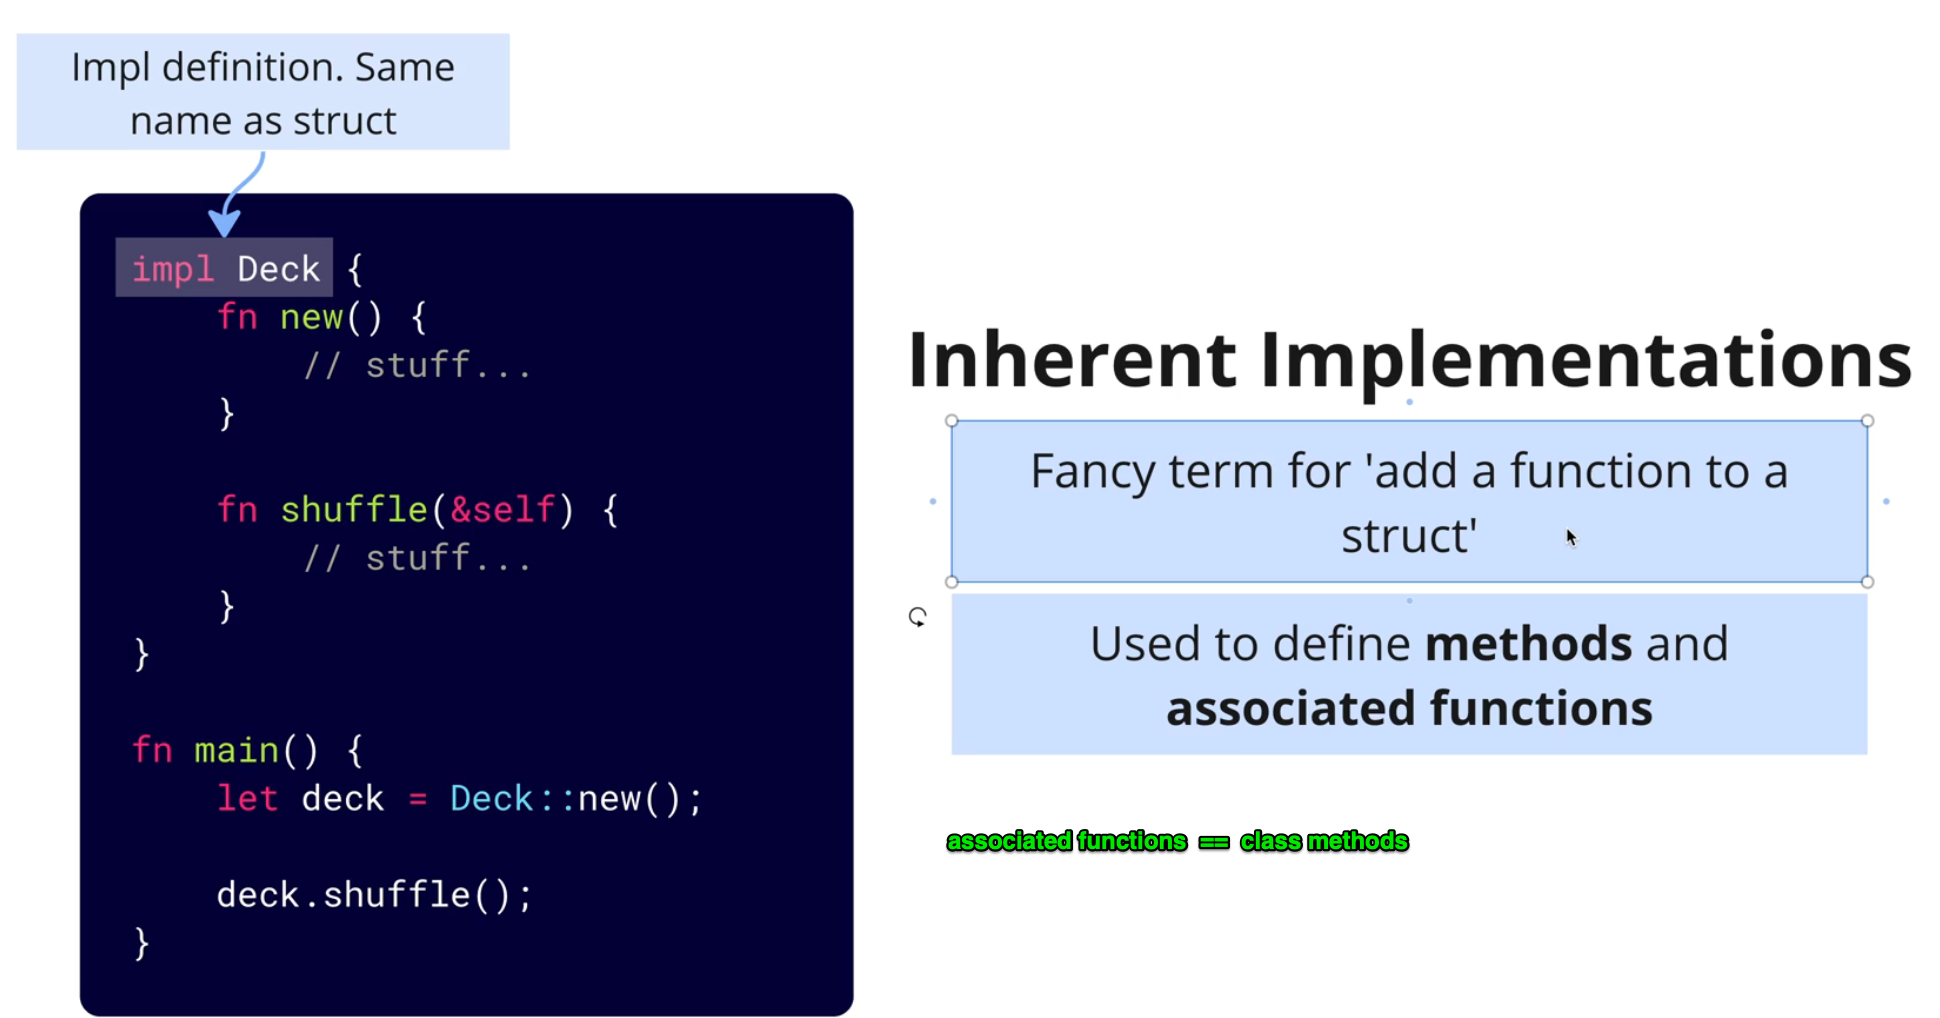 Impl definition. Same
name as struct
impl Deck {
fn new() {
// stuff...
}
fn shuffle(&self) {
// stuff...
}
}
fn main() {
let deck = Deck::new();
deck.shuffle();
}
Inherent Implementations
Fancy term for 'add a function to a
struct'
Used to define methods and
associated functions
associated functions == class methods